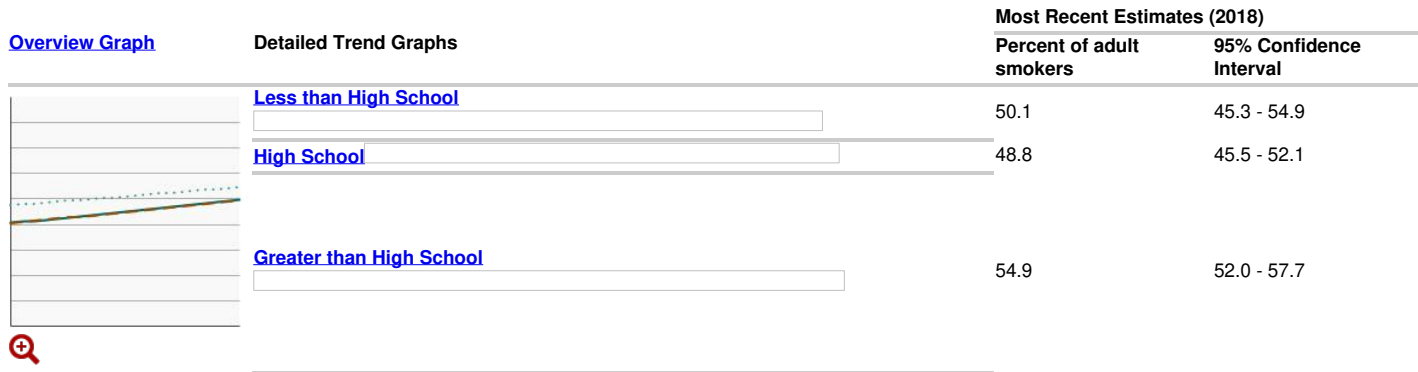 Most Recent Estimates (2018)
Overview Graph Detailed Trend Graphs Percent of adult smokers 95% Confidence Interval
Less than High School 50.1 45.3 - 54.9
High School 48.8 45.5 - 52.1
Greater than High School 54.9 52.0 - 57.7